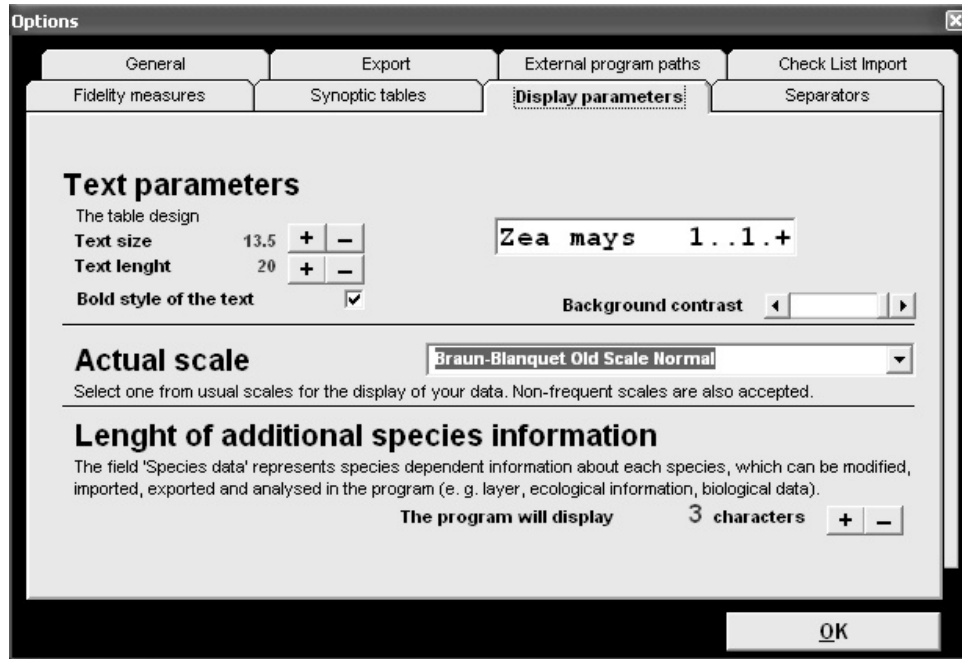 Options
General Export External program paths Check List Import
Fidelity measures Synoptic tables Display parameters Separators
Text parameters
The table design
Text size 13.5 + –
Zea mays 1..1.+
Text lenght 20 + –
Bold style of the text
Background contrast
Actual scale
Braun-Blanquet Old Scale Normal
Select one from usual scales for the display of your data. Non-frequent scales are also accepted.
Lenght of additional species information
The field 'Species data' represents species dependent information about each species, which can be modified,
imported, exported and analysed in the program (e. g. layer, ecological information, biological data).
The program will display 3 characters + –
OK